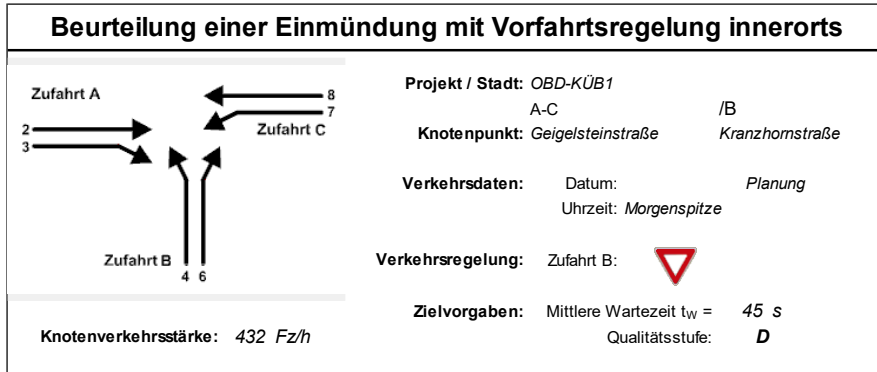 Beurteilung einer Einmündung mit Vorfahrtsregelung innerorts
Zufahrt A
8
7
Zufahrt C
2
3
Zufahrt B
4 6
Knotenverkehrsstärke: 432 Fz/h
Projekt / Stadt: OBD-KÜB1
A-C /B
Knotenpunkt: Geigelsteinstraße Kranzhornstraße
Verkehrsdaten: Datum: Planung
Uhrzeit: Morgenspitze
Verkehrsregelung: Zufahrt B:
Zielvorgaben: Mittlere Wartezeit tW = 45 s
Qualitätsstufe: D